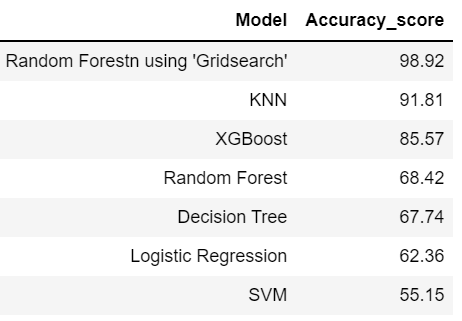 Model Accuracy_score
Random Forestn using 'Gridsearch' 98.92
KNN 91.81
XGBoost 85.57
Random Forest 68.42
Decision Tree 67.74
Logistic Regression 62.36
SVM 55.15